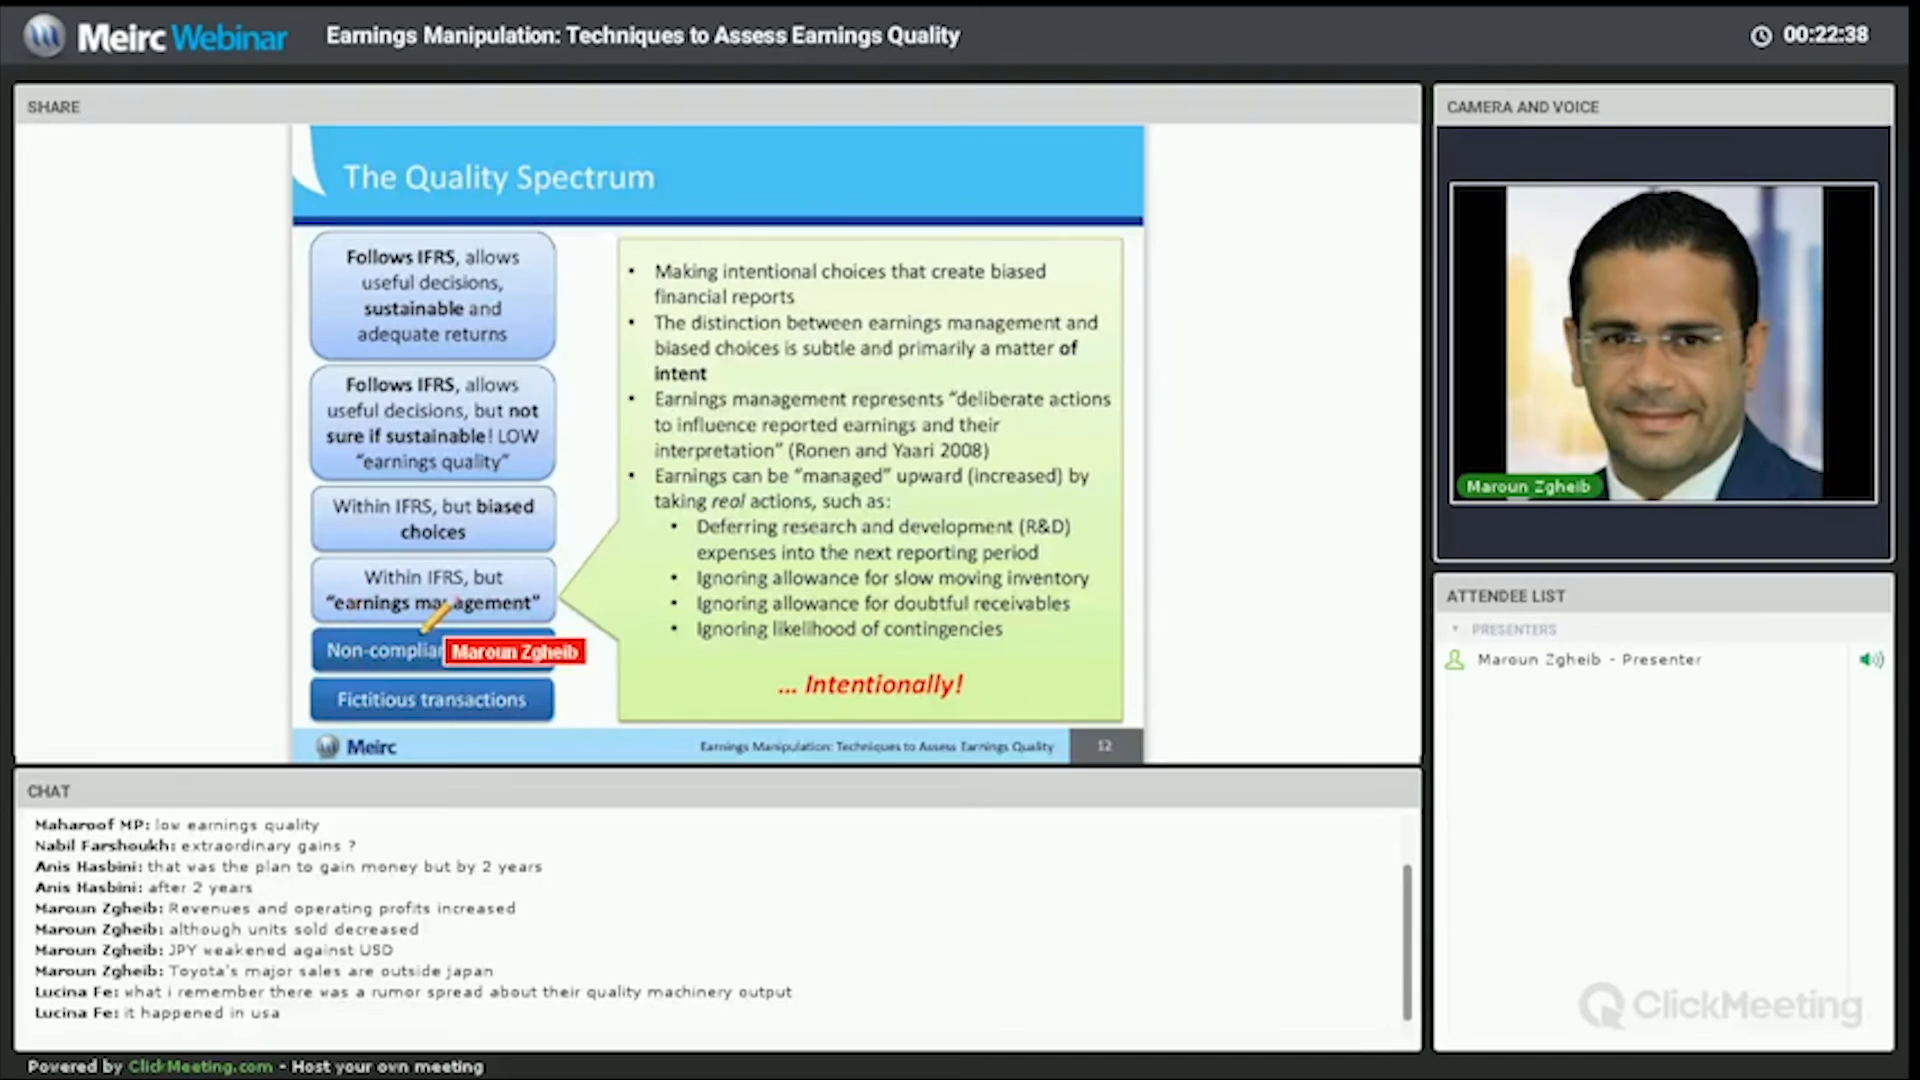 Meirc Webinar
Earnings Manipulation: Techniques to Assess Earnings Quality
00:22:38
SHARE
The Quality Spectrum
Follows IFRS, allows
useful decisions,
sustainable and
adequate returns
Follows IFRS, allows
useful decisions, but not
sure if sustainable! LOW
“earnings quality”
Within IFRS, but biased
choices
Within IFRS, but
“earnings management”
Maroun Zgheib
Fictitious transactions
• Making intentional choices that create biased
financial reports
• The distinction between earnings management and
biased choices is subtle and primarily a matter of
intent
• Earnings management represents “deliberate actions
to influence reported earnings and their
interpretation” (Ronen and Yaari 2008)
• Earnings can be “managed” upward (increased) by
taking real actions, such as:
• Deferring research and development (R&D)
expenses into the next reporting period
• Ignoring allowance for slow moving inventory
• Ignoring allowance for doubtful receivables
• Ignoring likelihood of contingencies
... Intentionally!
Meirc
Earnings Manipulation: Techniques to Assess Earnings Quality
12
CAMERA AND VOICE
Maroun Zgheib
ATTENDEE LIST
PRESENTERS
Maroun Zgheib - Presenter
CHAT
Maharoof MP: low earnings quality
Nabil Farshoukh: extraordinary gains ?
Anis Hasbini: that was the plan to gain money but by 2 years
Anis Hasbini: after 2 years
Maroun Zgheib: Revenues and operating profits increased
Maroun Zgheib: although units sold decreased
Maroun Zgheib: JPY weakened against USD
Maroun Zgheib: Toyota's major sales are outside japan
Lucina Fe: what i remember there was a rumor spread about their quality machinery output
Lucina Fe: it happened in usa
ClickMeeting
Powered by ClickMeeting.com - Host your own meeting